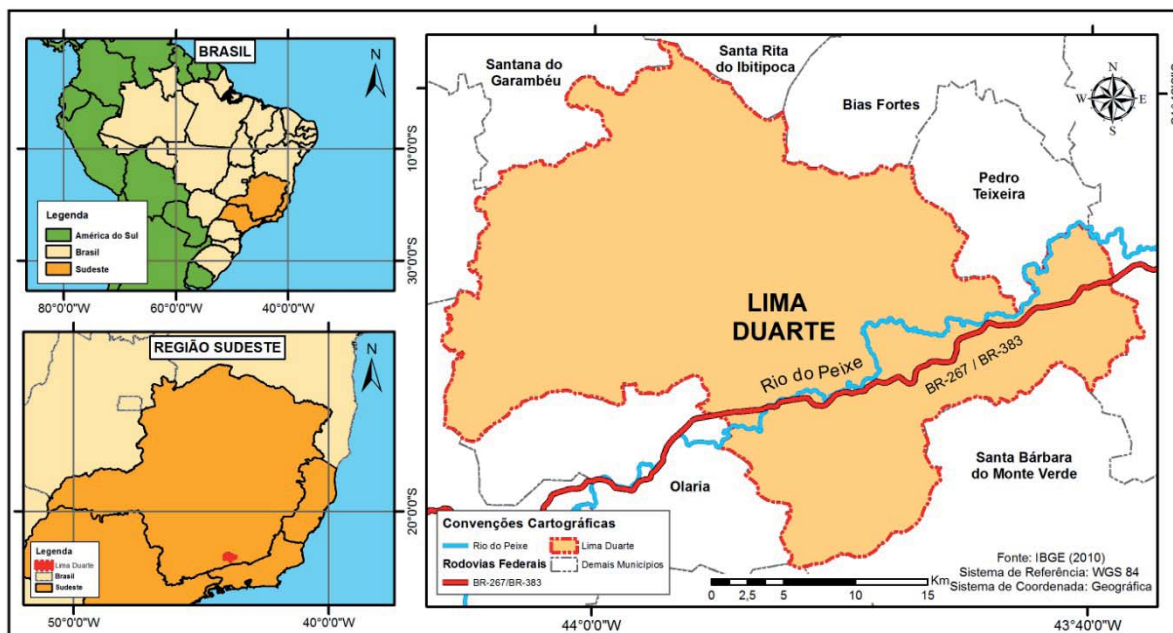 BRASIL
N
10°0'0"S
30°0'0"S
Legenda
América do Sul
Brasil
Sudeste
80°0'0"W
60°0'0"W
40°0'0"W
REGIÃO SUDESTE
N
20°0'0"S
Legenda
Lima Duarte
Brasil
Sudeste
50°0'0"W
40°0'0"W
Santana do
Garambéu
Santa Rita
do Ibitipoca
Bias Fortes
Pedro
Teixeira
N
W
E
S
LIMA
DUARTE
Rio do Peixe
BR-267 / BR-383
Olaria
Santa Bárbara
do Monte Verde
Convenções Cartográficas
Rio do Peixe
Lima Duarte
Rodovias Federais
Demais Municípios
BR-267/BR-383
Fonte: IBGE (2010)
Sistema de Referência: WGS 84
Sistema de Coordenada: Geográfica
Km
0
2,5
5
10
15
44°0'0"W
43°40'0"W